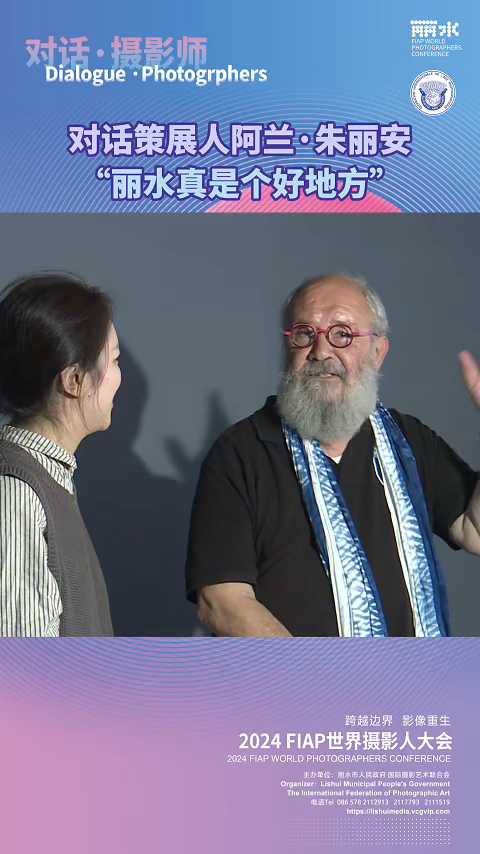 对话·摄影师
Dialogue·Photogrphers
丽水
FIAP WORLD
PHOTOGRAPHERS
CONFERENCE
对话策展人阿兰·朱丽安
“丽水真是个好地方”
跨越边界 影像重生
2024 FIAP世界摄影人大会
2024 FIAP WORLD PHOTOGRAPHERS CONFERENCE
主办单位：丽水市人民政府 国际摄影艺术联合会
Organizer: Lishui Municipal People's Government
The International Federation of Photographic Art
电话Tel 086 578 2112913 2117793 2111519
https://lishuimedia.vcgvip.com